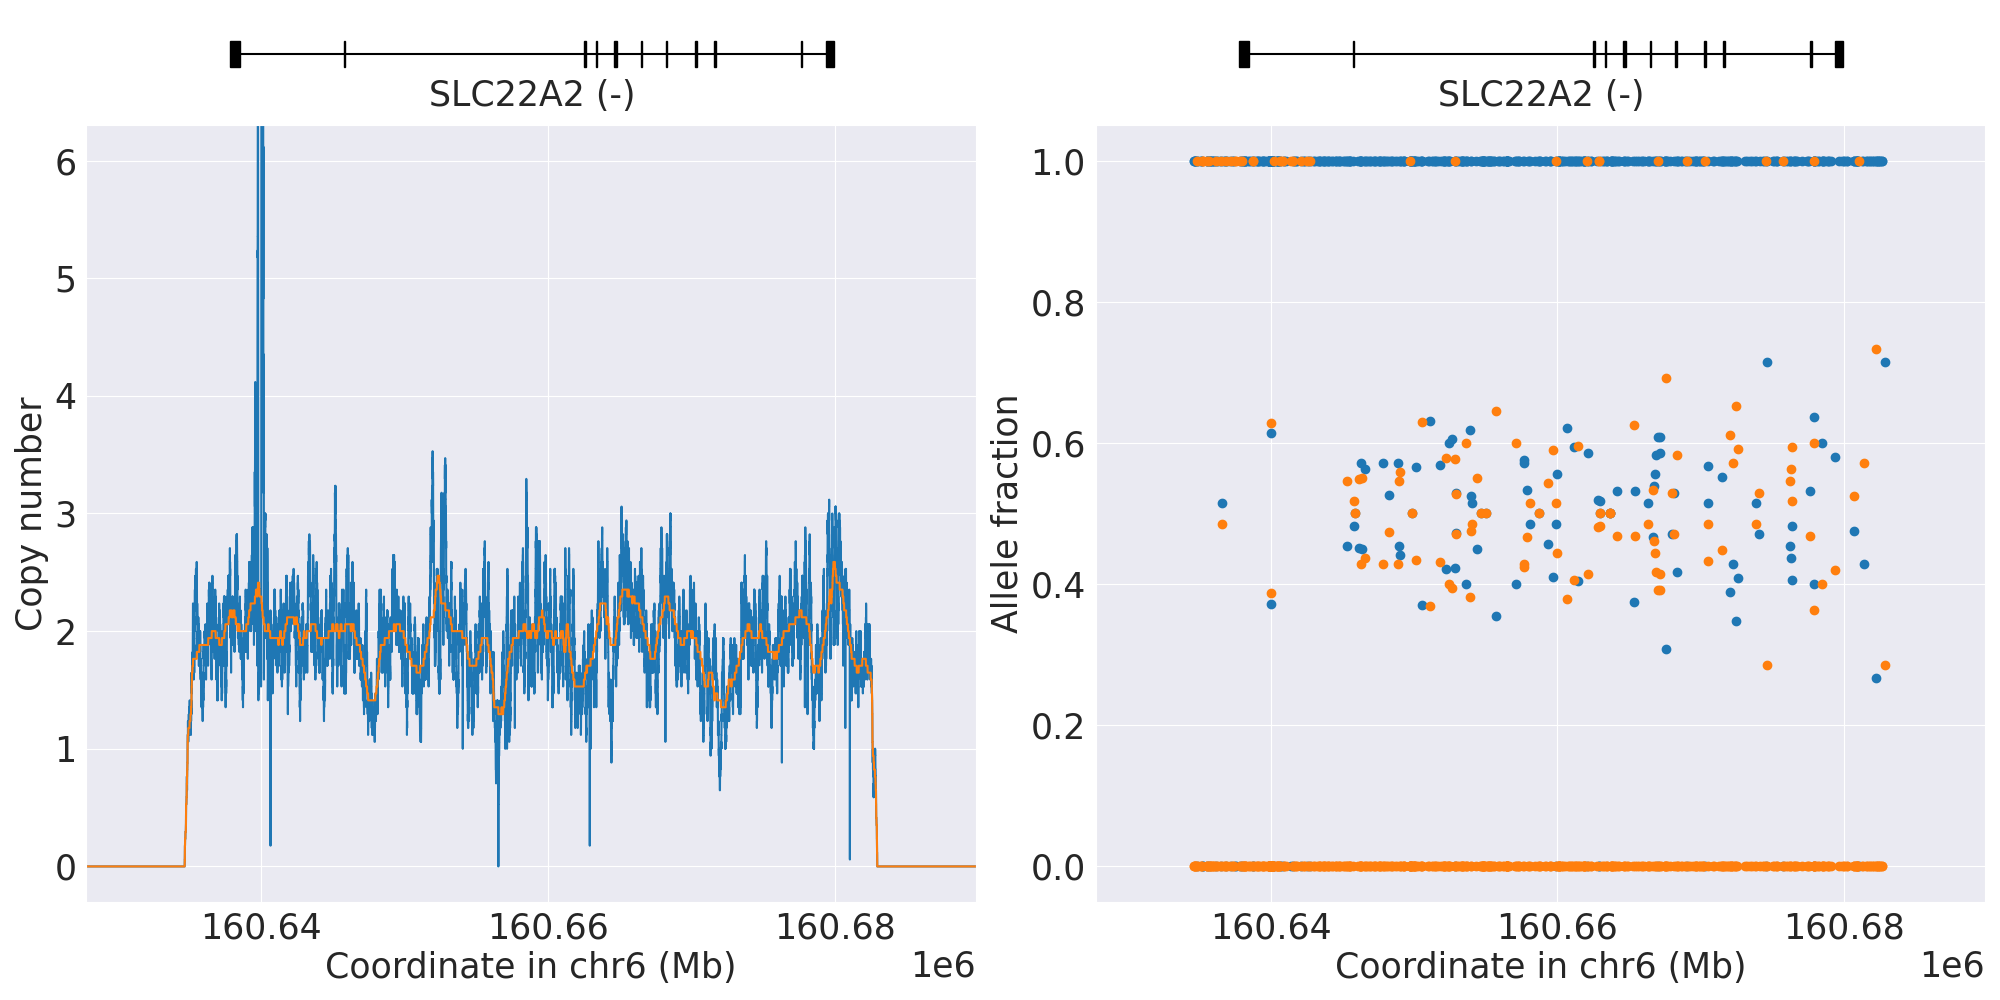 SLC22A2 (-)
6
5
4
3
2
1
0
Copy number
160.64
160.66
160.68
Coordinate in chr6 (Mb)
1e6
SLC22A2 (-)
1.0
0.8
0.6
0.4
0.2
0.0
Allele fraction
160.64
160.66
160.68
Coordinate in chr6 (Mb)
1e6